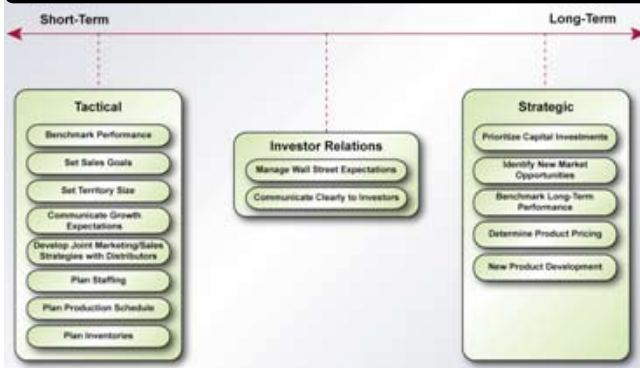 Short-Term
Long-Term
Tactical
Benchmark Performance
Set Sales Goals
Set Territory Size
Communicate Growth
Expectations
Develop Joint Marketing/Sales
Strategies with Distributors
Plan Staffing
Plan Production Schedule
Plan Inventories
Investor Relations
Manage Wall Street Expectations
Communicate Clearly to Investors
Strategic
Prioritize Capital Investments
Identify New Market
Opportunities
Benchmark Long-Term
Performance
Determine Product Pricing
New Product Development